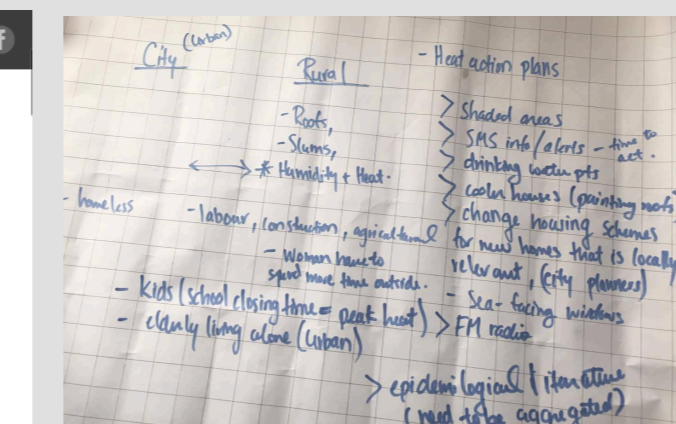 f
City (Urban)
Rural
- Roofs,
- Slums,
* Humidity + Heat.
- homeless
- labour, construction, agricultural
- Women have to
spend more time outside.
- Kids (school closing time = peak heat)
- elderly living alone (Urban)
- Heat action plans
> Shaded areas
> SMS info/alerts - time to
act.
> drinking water pts
> cooler houses (painting roofs)
> change housing schemes
for new homes that is locally
relevant, (city planners)
- Sea-facing windows
> FM radio
> epidemiological literature
(need to be aggregated)